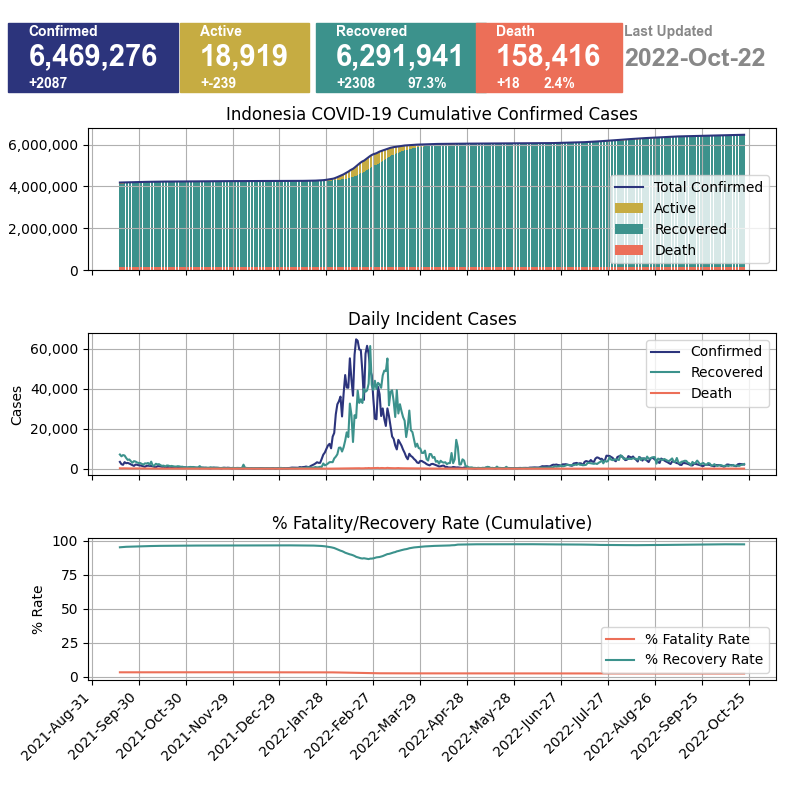 Confirmed
6,469,276
+2087
Active
18,919
+-239
Recovered
6,291,941
+2308 97.3%
Death
158,416
+18 2.4%
Last Updated
2022-Oct-22
Indonesia COVID-19 Cumulative Confirmed Cases
6,000,000
4,000,000
2,000,000
0
Total Confirmed
Active
Recovered
Death
Daily Incident Cases
Cases
60,000
40,000
20,000
0
Confirmed
Recovered
Death
% Fatality/Recovery Rate (Cumulative)
% Rate
100
75
50
25
0
% Fatality Rate
% Recovery Rate
2021-Aug-31
2021-Sep-30
2021-Oct-30
2021-Nov-29
2021-Dec-29
2022-Jan-28
2022-Feb-27
2022-Mar-29
2022-Apr-28
2022-May-28
2022-Jun-27
2022-Jul-27
2022-Aug-26
2022-Sep-25
2022-Oct-25